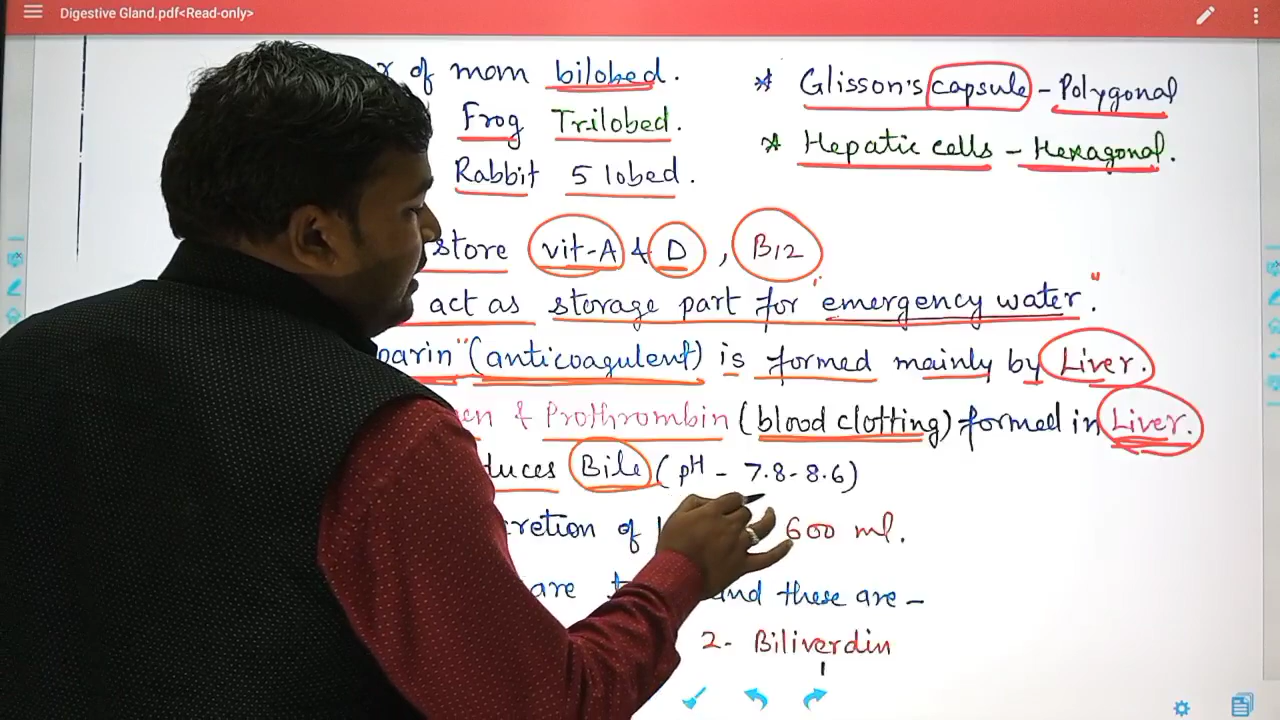 Digestive Gland.pdf<Read-only>
of mam bilobed.
Frog Trilobed.
Rabbit 5 lobed.
* Glisson's capsule - Polygonal
* Hepatic cells - Hexagonal.
store vit-A & D, B12
act as storage part for "emergency water."
parin" (anticoagulent) is formed mainly by Liver.
en & Prothrombin (blood clotting) formed in Liver.
duces Bile (pH - 7.8-8.6)
cretion of 600 ml.
are and these are -
2- Biliverdin